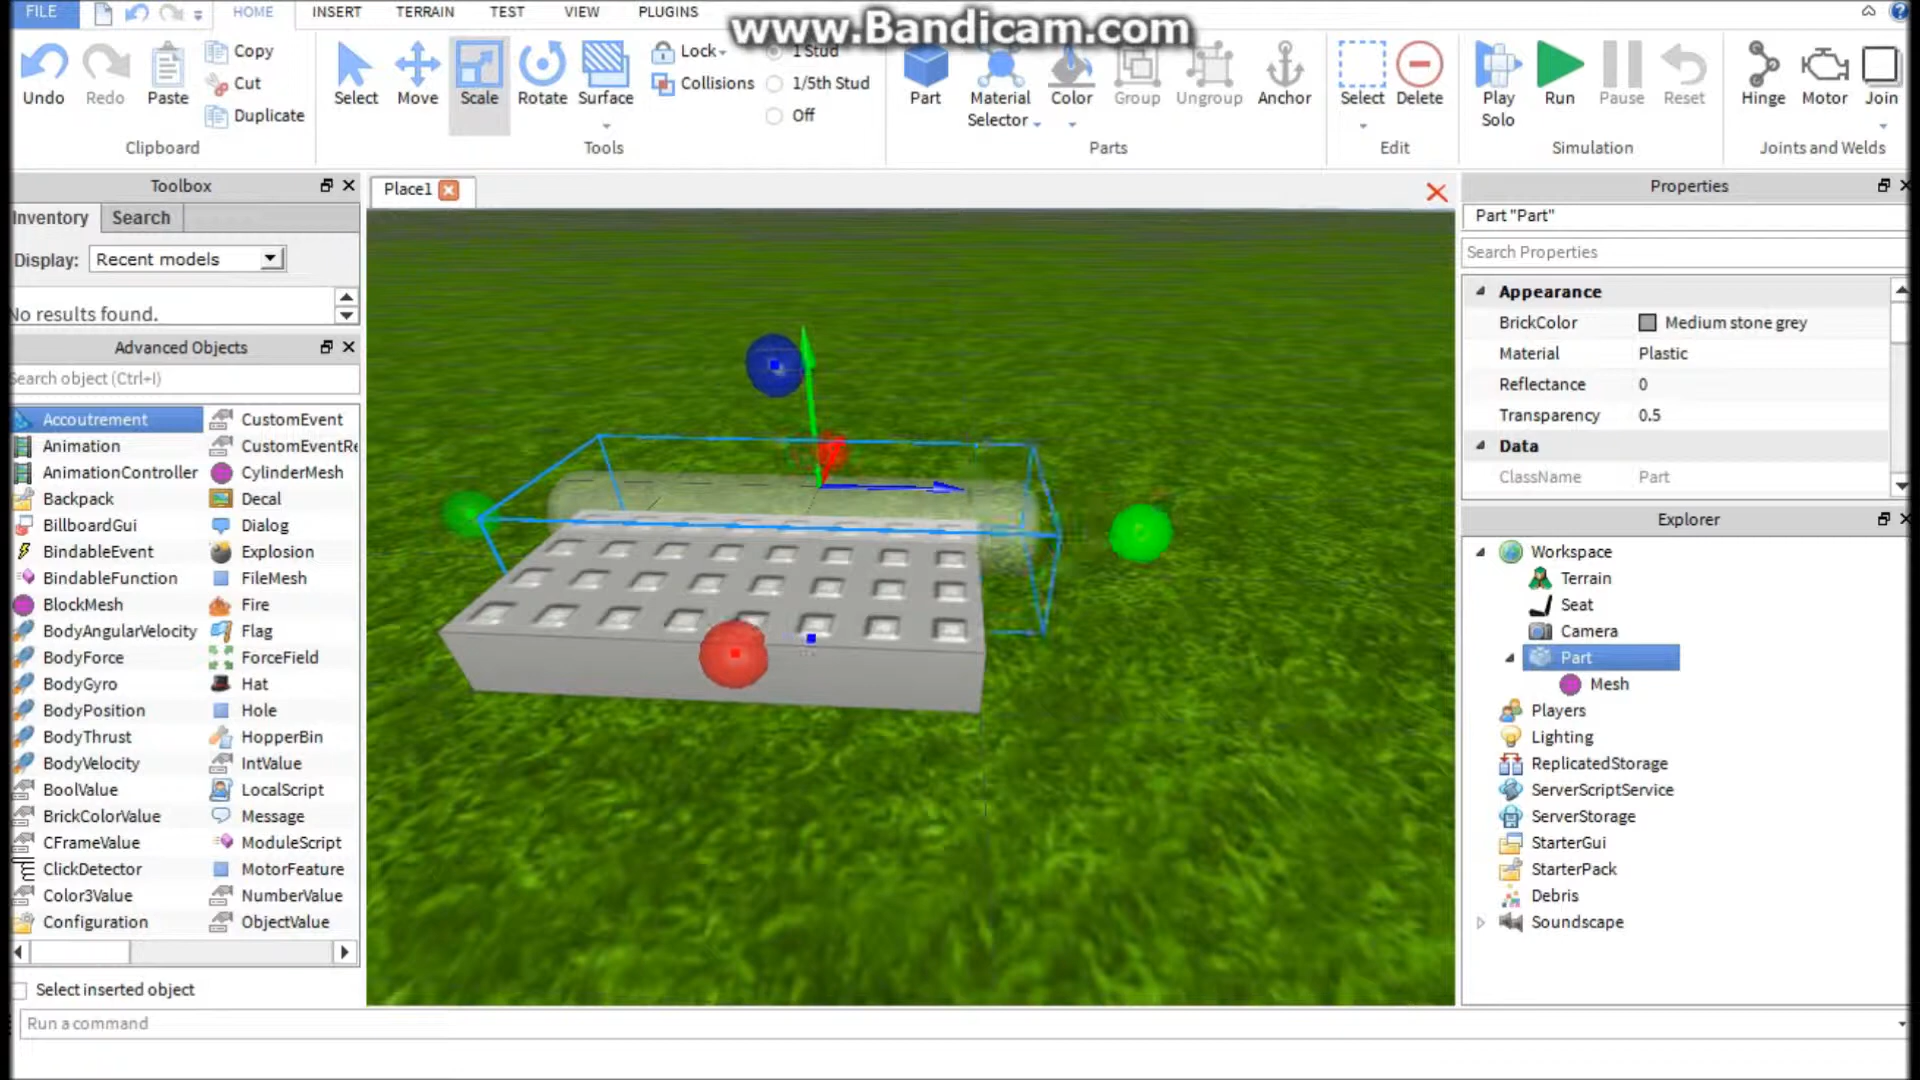 FILE HOME INSERT TERRAIN TEST VIEW PLUGINS
www.Bandicam.com
Undo Redo Paste Copy Cut Duplicate
Clipboard
Select Move Scale Rotate Surface Lock Collisions
1 Stud
1/5th Stud
Off
Tools
Part Material Selector Color Group Ungroup Anchor
Parts
Select Delete
Edit
Play Solo Run Pause Reset
Simulation
Hinge Motor Join
Joints and Welds
Toolbox
Inventory Search
Display: Recent models
No results found.
Advanced Objects
Search object (Ctrl+I)
Accoutrement CustomEvent
Animation CustomEventRe
AnimationController CylinderMesh
Backpack Decal
BillboardGui Dialog
BindableEvent Explosion
BindableFunction FileMesh
BlockMesh Fire
BodyAngularVelocity Flag
BodyForce ForceField
BodyGyro Hat
BodyPosition Hole
BodyThrust HopperBin
BodyVelocity IntValue
BoolValue LocalScript
BrickColorValue Message
CFrameValue ModuleScript
ClickDetector MotorFeature
Color3Value NumberValue
Configuration ObjectValue
Select inserted object
Run a command
Place1
Properties
Part "Part"
Search Properties
Appearance
BrickColor Medium stone grey
Material Plastic
Reflectance 0
Transparency 0.5
Data
ClassName Part
Explorer
Workspace
Terrain
Seat
Camera
Part
Mesh
Players
Lighting
ReplicatedStorage
ServerScriptService
ServerStorage
StarterGui
StarterPack
Debris
Soundscape